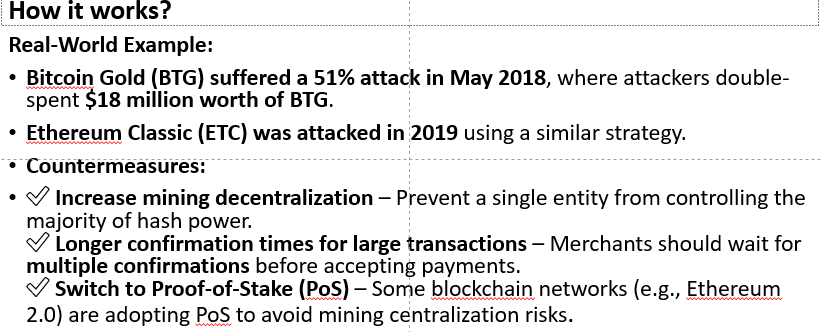 How it works?
Real-World Example:
• Bitcoin Gold (BTG) suffered a 51% attack in May 2018, where attackers double-
spent $18 million worth of BTG.
• Ethereum Classic (ETC) was attacked in 2019 using a similar strategy.
• Countermeasures:
• ✅ Increase mining decentralization – Prevent a single entity from controlling the
majority of hash power.
✅ Longer confirmation times for large transactions – Merchants should wait for
multiple confirmations before accepting payments.
✅ Switch to Proof-of-Stake (PoS) – Some blockchain networks (e.g., Ethereum
2.0) are adopting PoS to avoid mining centralization risks.